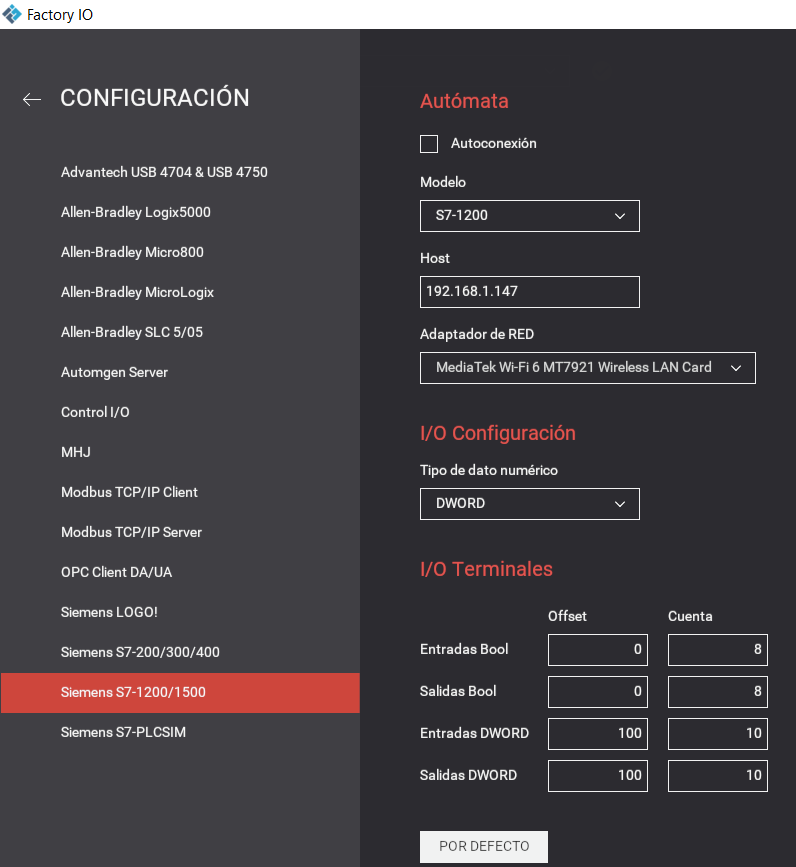 Factory IO
CONFIGURACIÓN
Advantech USB 4704 & USB 4750
Allen-Bradley Logix5000
Allen-Bradley Micro800
Allen-Bradley MicroLogix
Allen-Bradley SLC 5/05
Automgen Server
Control I/O
MHJ
Modbus TCP/IP Client
Modbus TCP/IP Server
OPC Client DA/UA
Siemens LOGO!
Siemens S7-200/300/400
Siemens S7-1200/1500
Siemens S7-PLCSIM
Autómata
Autoconexión
Modelo
S7-1200
Host
192.168.1.147
Adaptador de RED
MediaTek Wi-Fi 6 MT7921 Wireless LAN Card
I/O Configuración
Tipo de dato numérico
DWORD
I/O Terminales
Offset Cuenta
Entradas Bool 0 8
Salidas Bool 0 8
Entradas DWORD 100 10
Salidas DWORD 100 10
POR DEFECTO